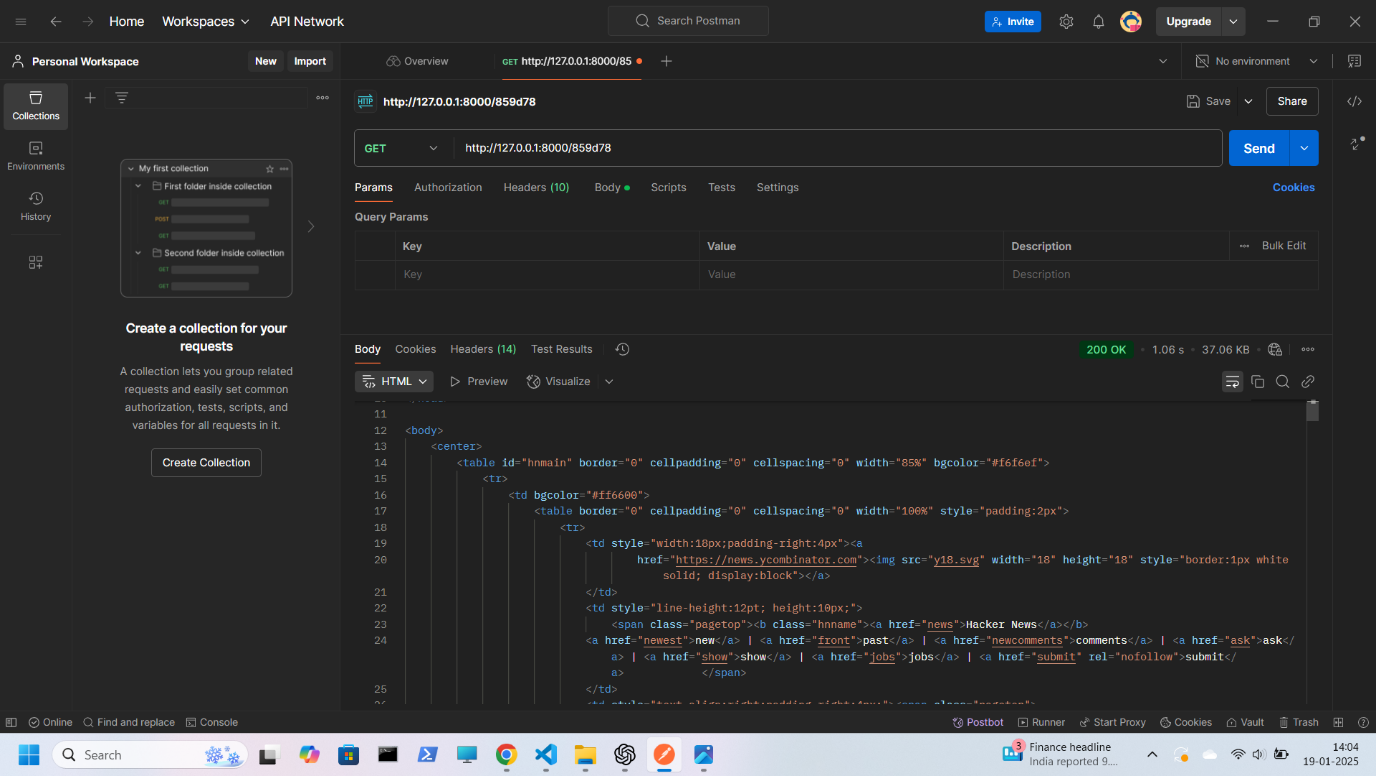 Home Workspaces API Network Search Postman Invite Upgrade
Personal Workspace New Import Overview GET http://127.0.0.1:8000/85 No environment
Collections
Environments
History
My first collection
First folder inside collection
GET
POST
GET
Second folder inside collection
GET
GET
Create a collection for your
requests
A collection lets you group related
requests and easily set common
authorization, tests, scripts, and
variables for all requests in it.
Create Collection
HTTP http://127.0.0.1:8000/859d78 Save Share
GET http://127.0.0.1:8000/859d78 Send
Params Authorization Headers (10) Body Scripts Tests Settings Cookies
Query Params
Key Value Description Bulk Edit
Key Value Description
Body Cookies Headers (14) Test Results 200 OK 1.06 s 37.06 KB
HTML Preview Visualize
11
12 <body>
13 <center>
14 <table id="hnmain" border="0" cellpadding="0" cellspacing="0" width="85%" bgcolor="#f6f6ef">
15 <tr>
16 <td bgcolor="#ff6600">
17 <table border="0" cellpadding="0" cellspacing="0" width="100%" style="padding:2px">
18 <tr>
19 <td style="width:18px;padding-right:4px"><a
20 href="https://news.ycombinator.com"><img src="y18.svg" width="18" height="18" style="border:1px white
solid; display:block"></a>
21 </td>
22 <td style="line-height:12pt; height:10px;">
23 <span class="pagetop"><b class="hnname"><a href="news">Hacker News</a></b>
24 <a href="newest">new</a> | <a href="front">past</a> | <a href="newcomments">comments</a> | <a href="ask">ask</
a> | <a href="show">show</a> | <a href="jobs">jobs</a> | <a href="submit" rel="nofollow">submit</
a> </span>
25 </td>
Online Find and replace Console Postbot Runner Start Proxy Cookies Vault Trash
Search 3 Finance headline 14:04
India reported 9.... 19-01-2025